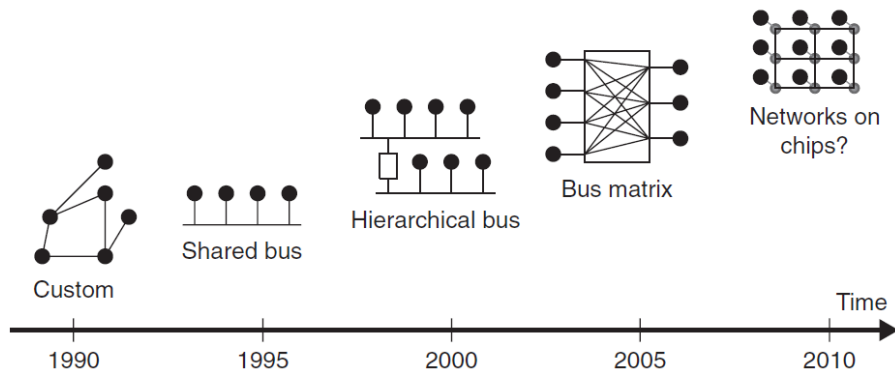 Networks on
chips?
Bus matrix
Hierarchical bus
Shared bus
Custom
Time
1990
1995
2000
2005
2010